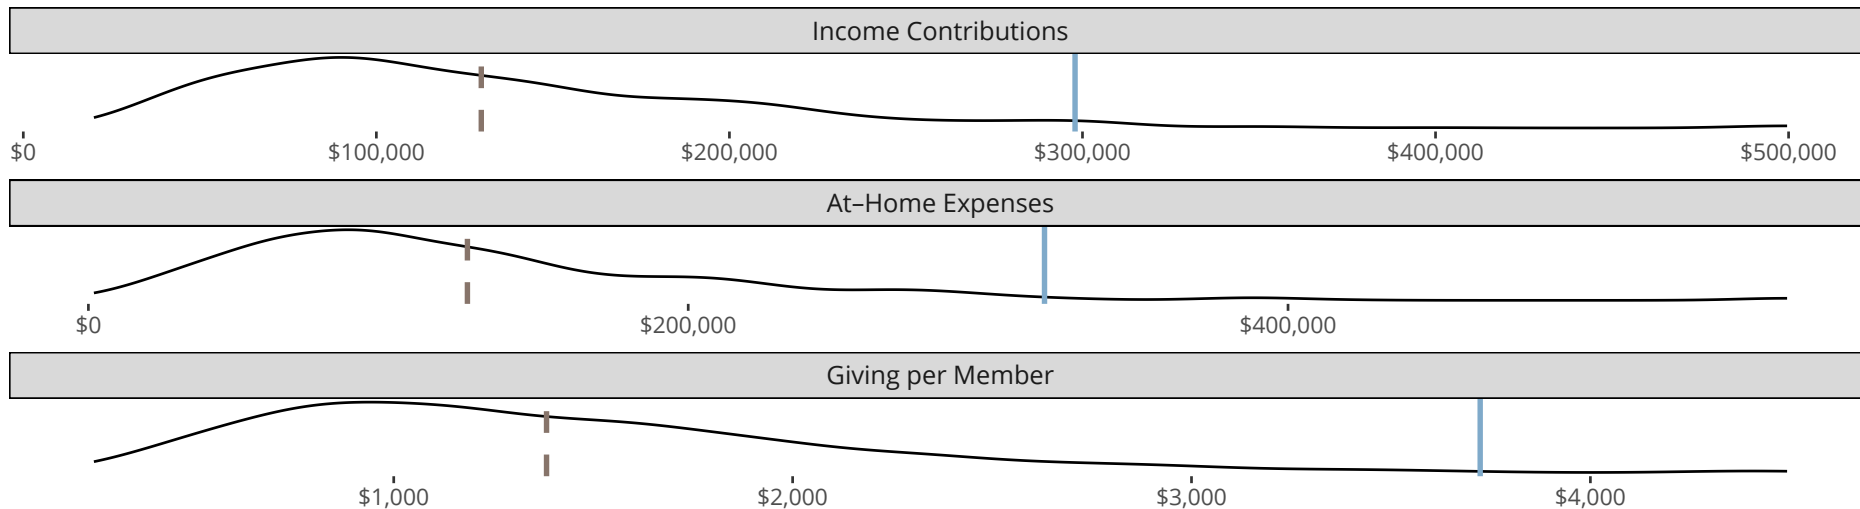 Income Contributions
$0 $100,000 $200,000 $300,000 $400,000 $500,000
At–Home Expenses
$0 $200,000 $400,000
Giving per Member
$1,000 $2,000 $3,000 $4,000